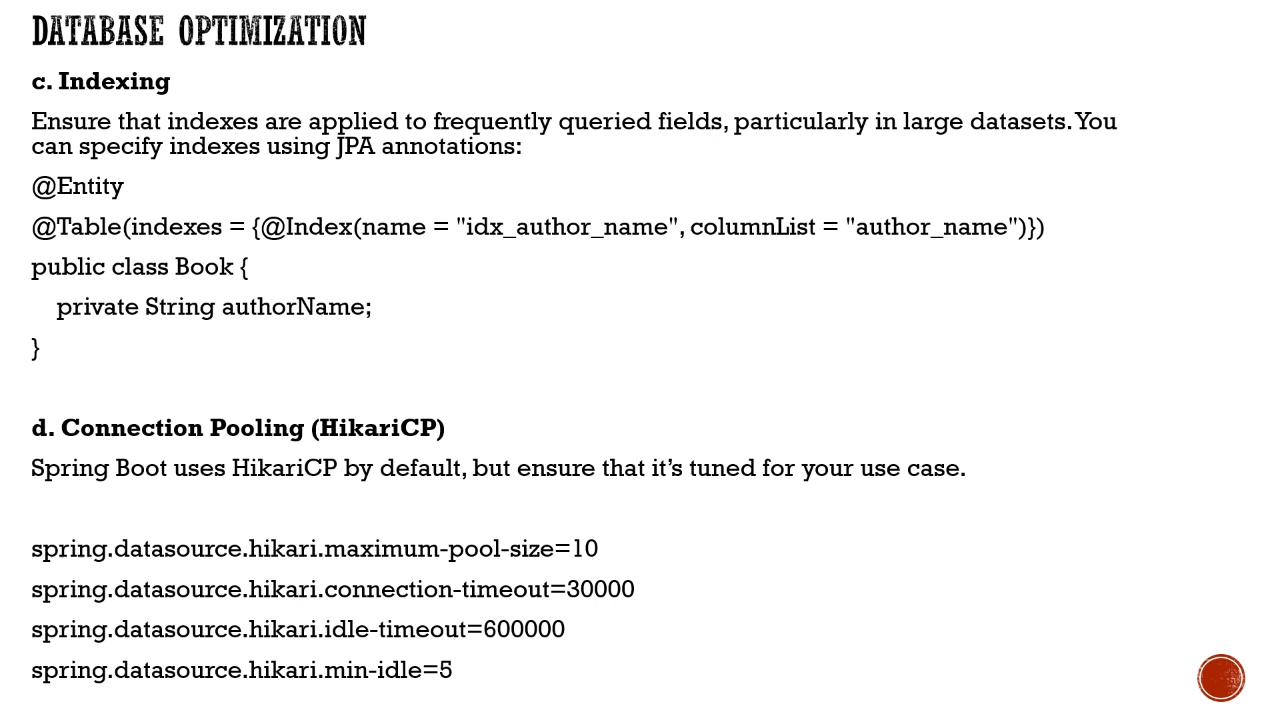 DATABASE OPTIMIZATION
c. Indexing
Ensure that indexes are applied to frequently queried fields, particularly in large datasets. You
can specify indexes using JPA annotations:
@Entity
@Table(indexes = {@Index(name = "idx_author_name", columnList = "author_name")})
public class Book {
    private String authorName;
}
d. Connection Pooling (HikariCP)
Spring Boot uses HikariCP by default, but ensure that it’s tuned for your use case.
spring.datasource.hikari.maximum-pool-size=10
spring.datasource.hikari.connection-timeout=30000
spring.datasource.hikari.idle-timeout=600000
spring.datasource.hikari.min-idle=5